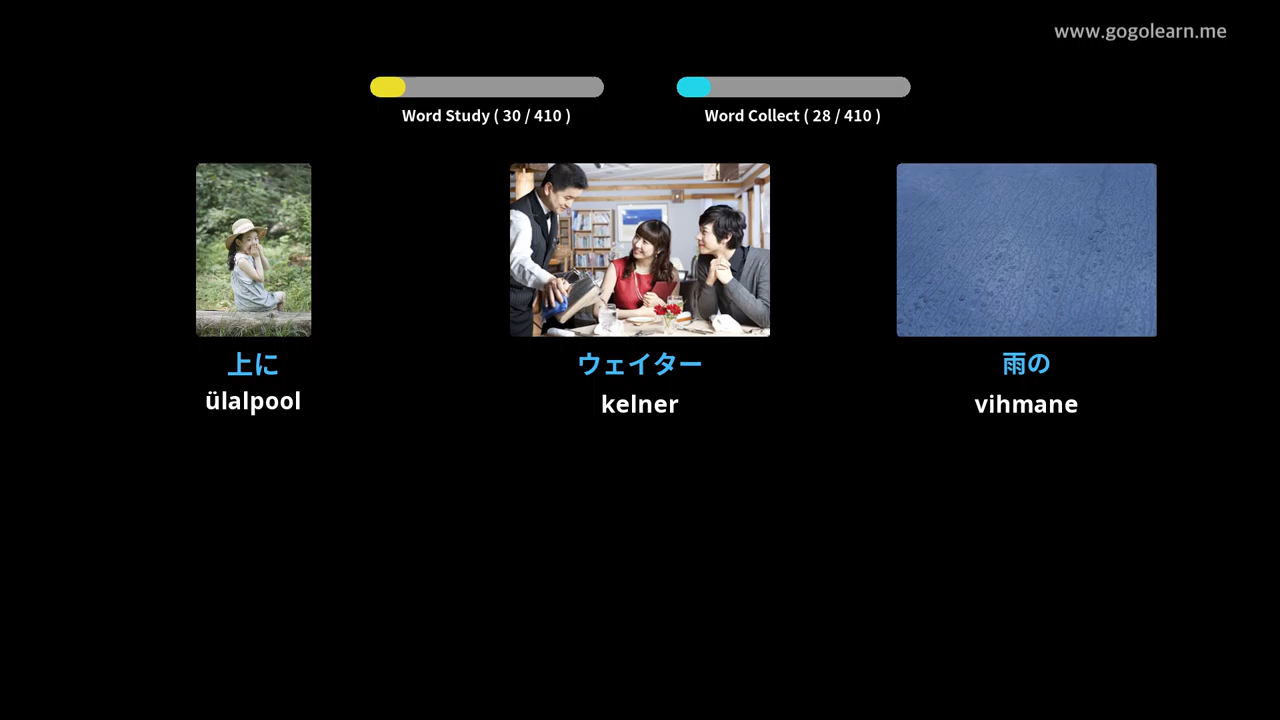 www.gogolearn.me
Word Study ( 30 / 410 )
Word Collect ( 28 / 410 )
上に
ülalpool
ウェイター
kelner
雨の
vihmane